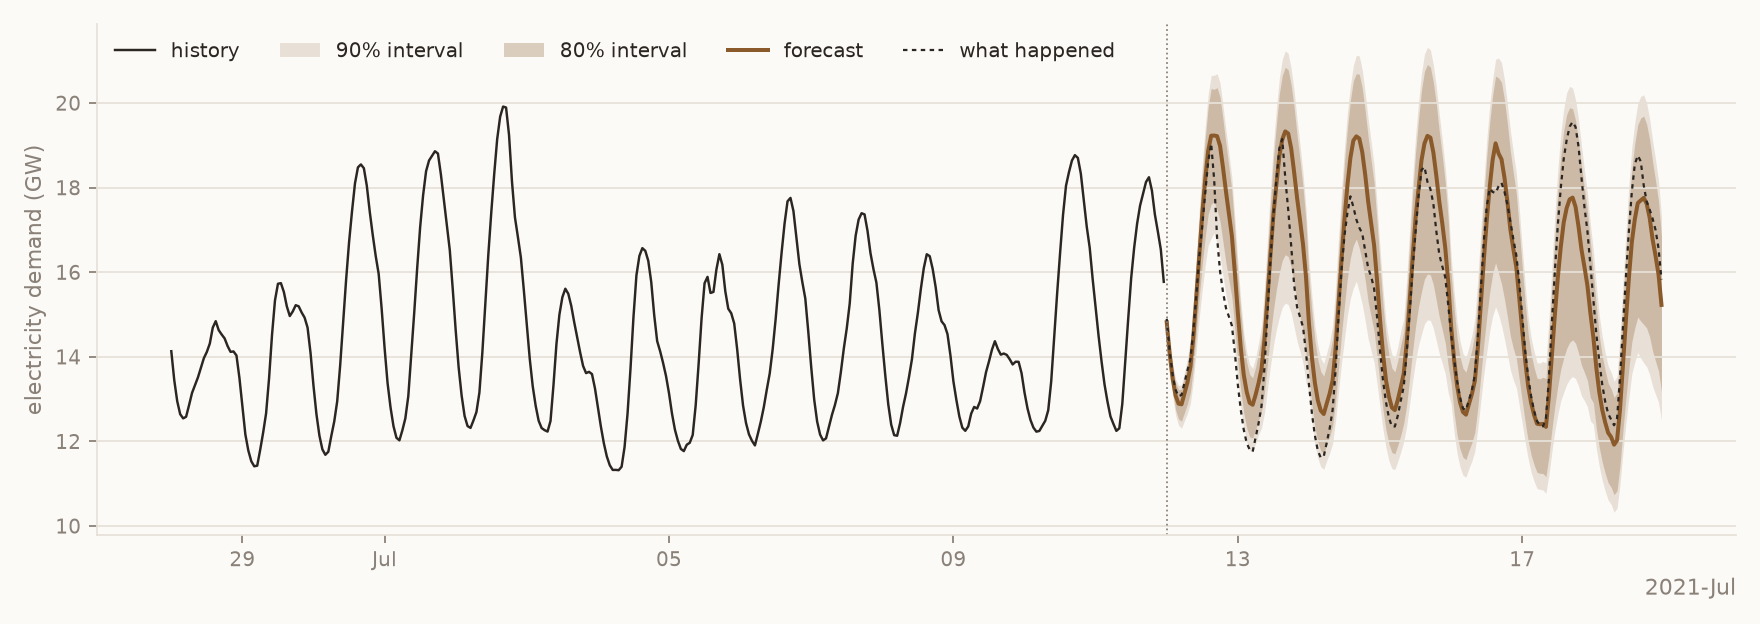 history 90% interval 80% interval forecast what happened
electricity demand (GW)
20
18
16
14
12
10
29 Jul 05 09 13 17
2021-Jul